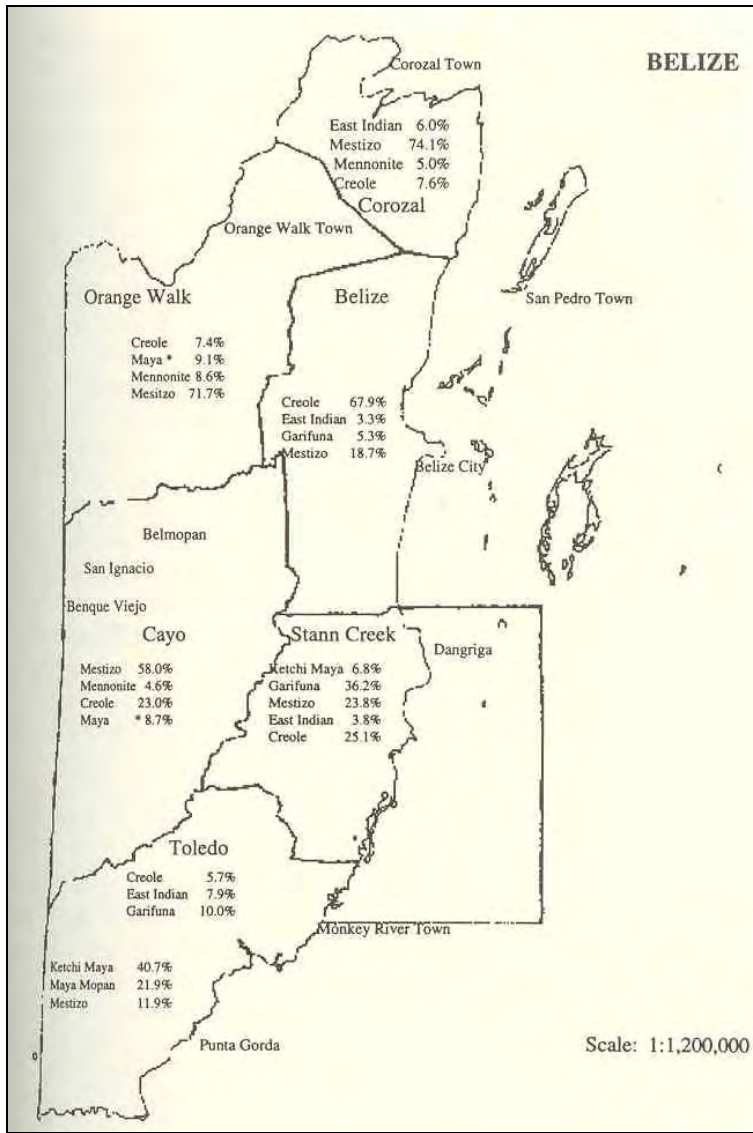 Corozal Town
BELIZE
East Indian 6.0%
Mestizo 74.1%
Mennonite 5.0%
Creole 7.6%
Corozal
Orange Walk Town
Orange Walk
Belize
San Pedro Town
Creole 7.4%
Maya * 9.1%
Mennonite 8.6%
Mesitzo 71.7%
Creole 67.9%
East Indian 3.3%
Garifuna 5.3%
Mestizo 18.7%
Belize City
Belmopan
San Ignacio
Benque Viejo
Cayo
Mestizo 58.0%
Mennonite 4.6%
Creole 23.0%
Maya * 8.7%
Stann Creek
Ketchi Maya 6.8%
Garifuna 36.2%
Mestizo 23.8%
East Indian 3.8%
Creole 25.1%
Dangriga
Toledo
Creole 5.7%
East Indian 7.9%
Garifuna 10.0%
Monkey River Town
Ketchi Maya 40.7%
Maya Mopan 21.9%
Mestizo 11.9%
Punta Gorda
Scale: 1:1,200,000